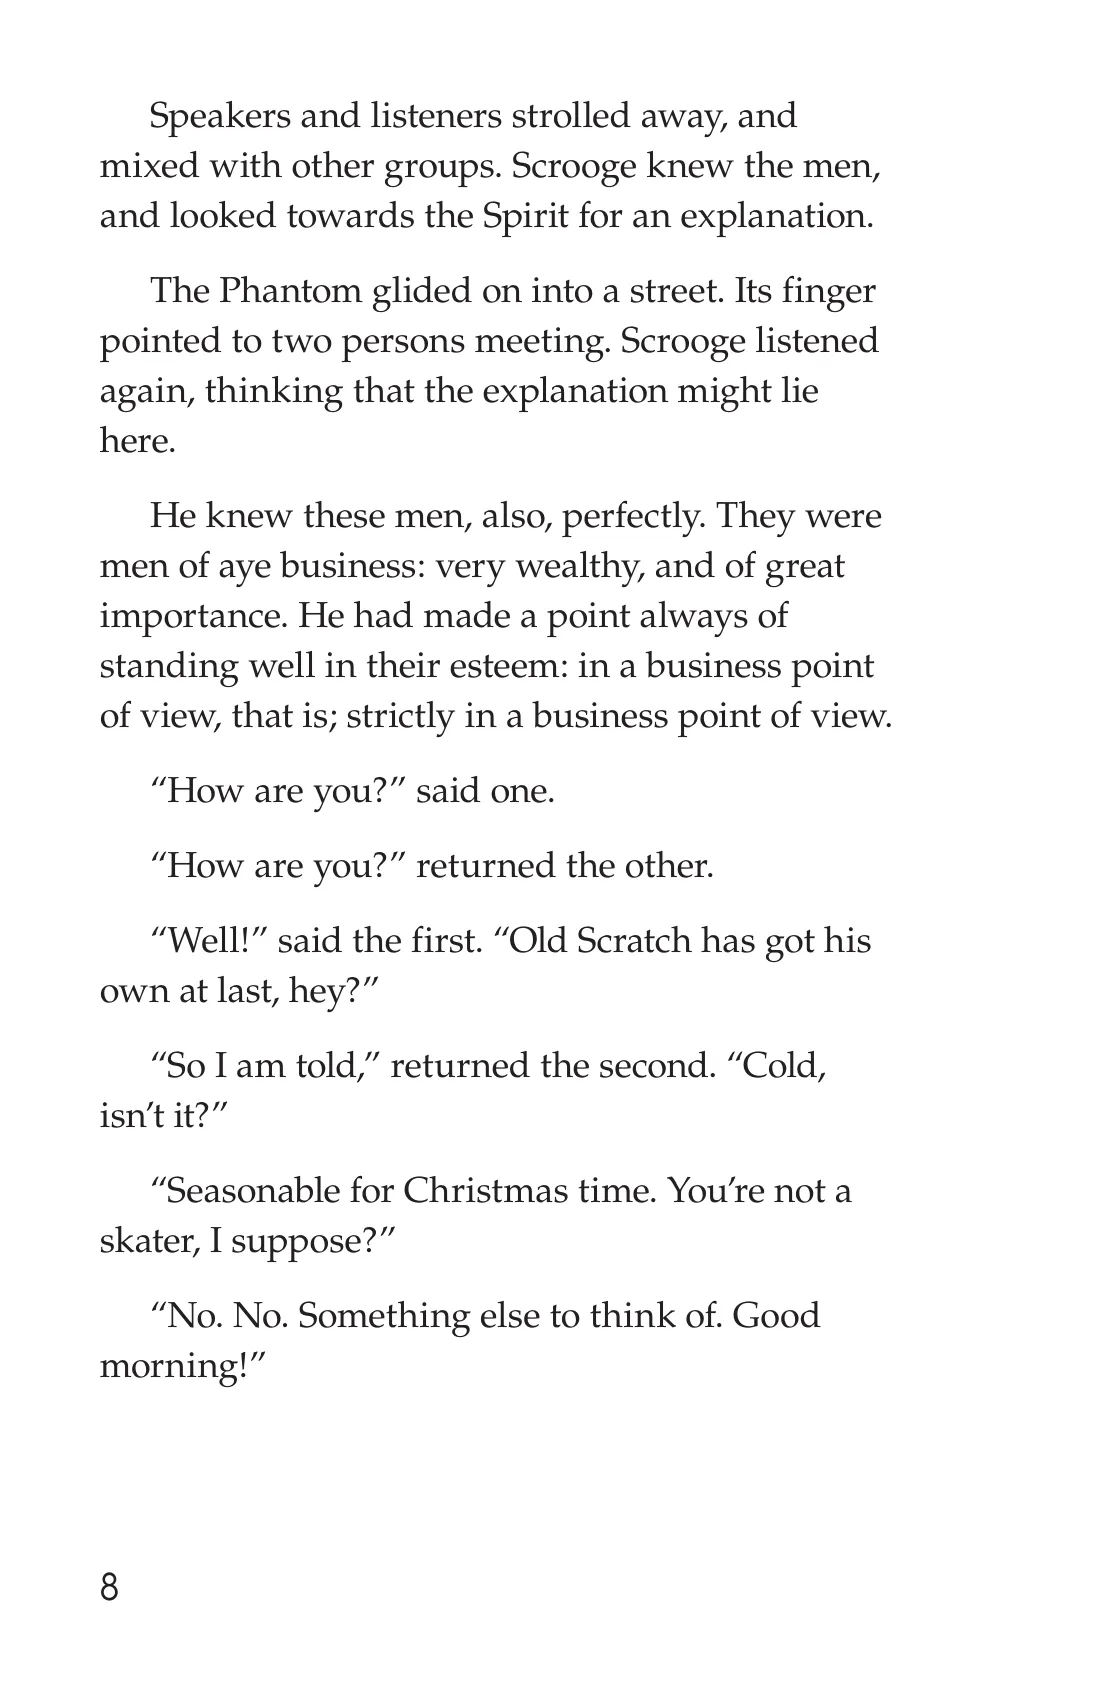 Speakers and listeners strolled away, and
mixed with other groups. Scrooge knew the men,
and looked towards the Spirit for an explanation.
The Phantom glided on into a street. Its finger
pointed to two persons meeting. Scrooge listened
again, thinking that the explanation might lie
here.
He knew these men, also, perfectly. They were
men of aye business: very wealthy, and of great
importance. He had made a point always of
standing well in their esteem: in a business point
of view, that is; strictly in a business point of view.
“How are you?” said one.
“How are you?” returned the other.
“Well!” said the first. “Old Scratch has got his
own at last, hey?”
“So I am told,” returned the second. “Cold,
isn’t it?”
“Seasonable for Christmas time. You’re not a
skater, I suppose?”
“No. No. Something else to think of. Good
morning!”
8